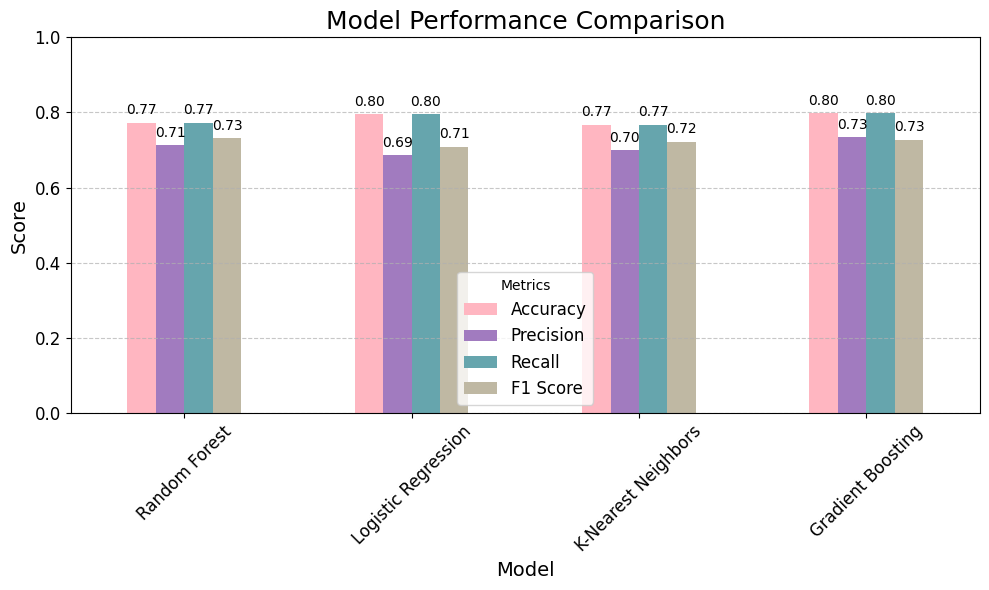 Model Performance Comparison
1.0
0.8
0.6
0.4
0.2
0.0
Score
0.77 0.71 0.77 0.73
0.80 0.69 0.80 0.71
0.77 0.70 0.77 0.72
0.80 0.73 0.80 0.73
Metrics
Accuracy
Precision
Recall
F1 Score
Random Forest
Logistic Regression
K-Nearest Neighbors
Gradient Boosting
Model